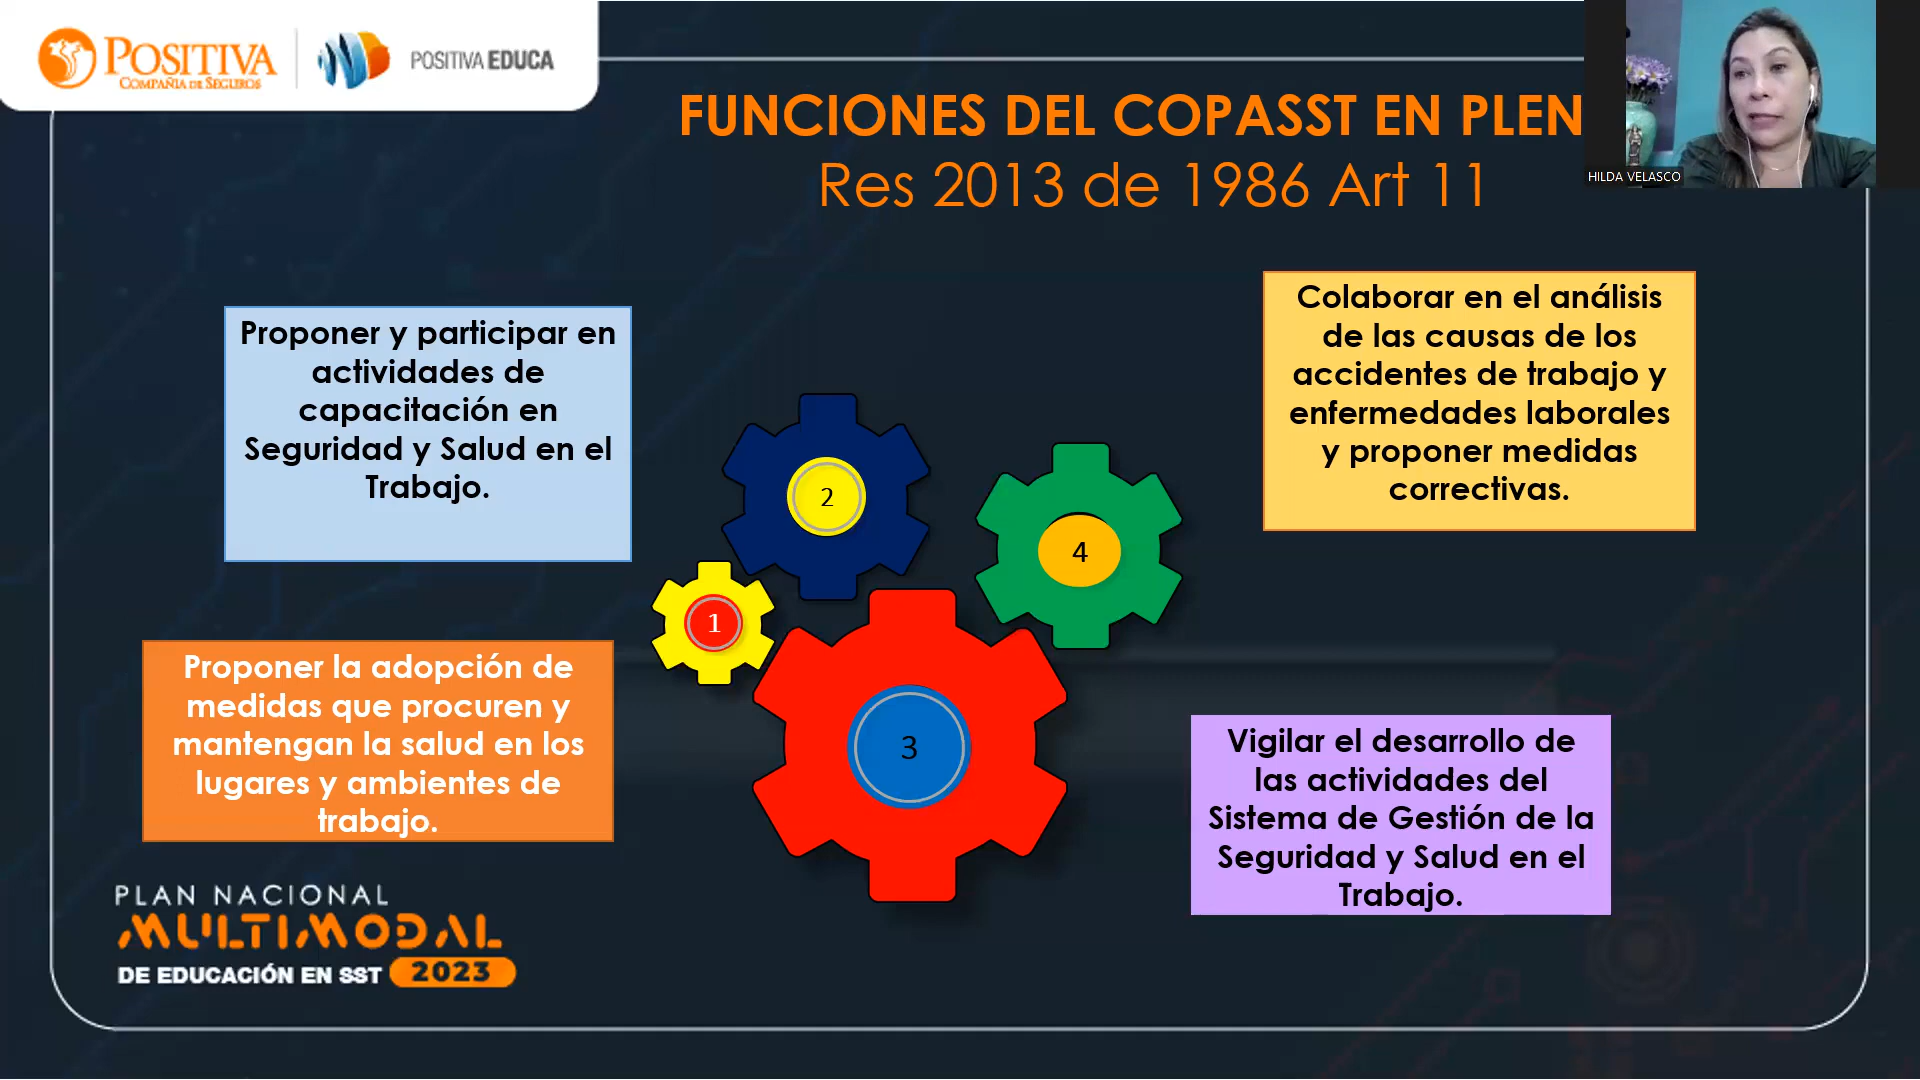 POSITIVA
COMPAÑIA DE SEGUROS
POSITIVA EDUCA
FUNCIONES DEL COPASST EN PLEN
Res 2013 de 1986 Art 11
HILDA VELASCO
Proponer y participar en
actividades de
capacitación en
Seguridad y Salud en el
Trabajo.
Colaborar en el análisis
de las causas de los
accidentes de trabajo y
enfermedades laborales
y proponer medidas
correctivas.
2
4
1
3
Proponer la adopción de
medidas que procuren y
mantengan la salud en los
lugares y ambientes de
trabajo.
Vigilar el desarrollo de
las actividades del
Sistema de Gestión de la
Seguridad y Salud en el
Trabajo.
PLAN NACIONAL
MULTIMODAL
DE EDUCACIÓN EN SST 2023